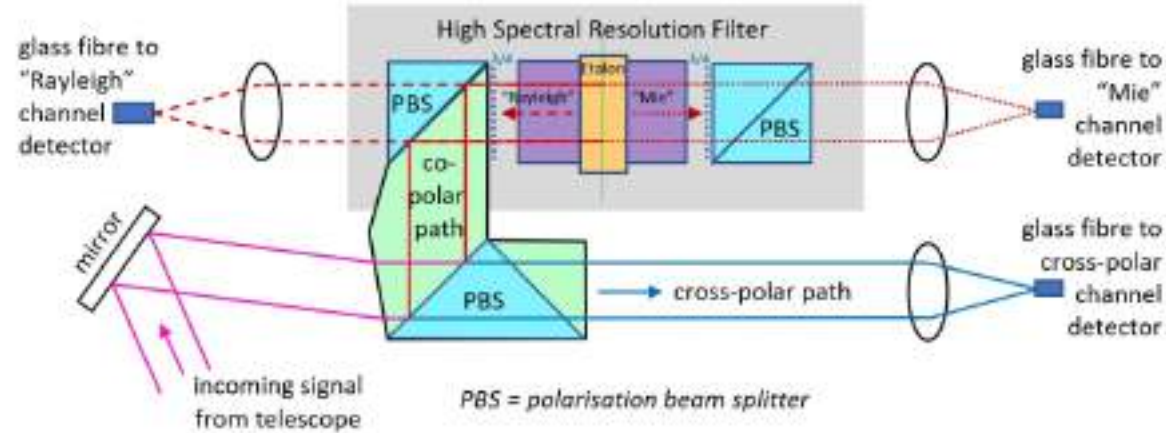 High Spectral Resolution Filter
glass fibre to
"Rayleigh"
channel
detector
λ/4
Etalon
λ/4
glass fibre to
"Mie"
channel
detector
PBS
"Rayleigh"
"Mie"
PBS
co-
polar
path
mirror
PBS
cross-polar path
glass fibre to
cross-polar
channel
detector
incoming signal
from telescope
PBS = polarisation beam splitter